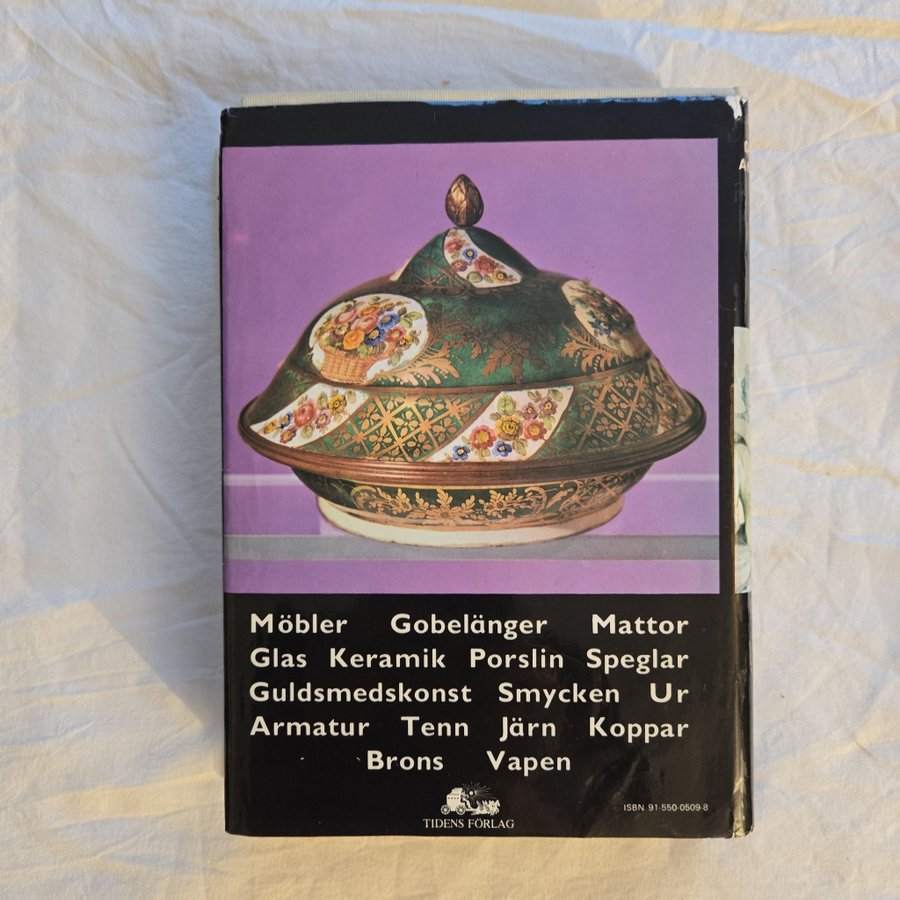 Möbler Gobelänger Mattor
Glas Keramik Porslin Speglar
Guldsmedskonst Smycken Ur
Armatur Tenn Järn Koppar
Brons Vapen
ISBN 91-550-0509-8
TIDENS FÖRLAG